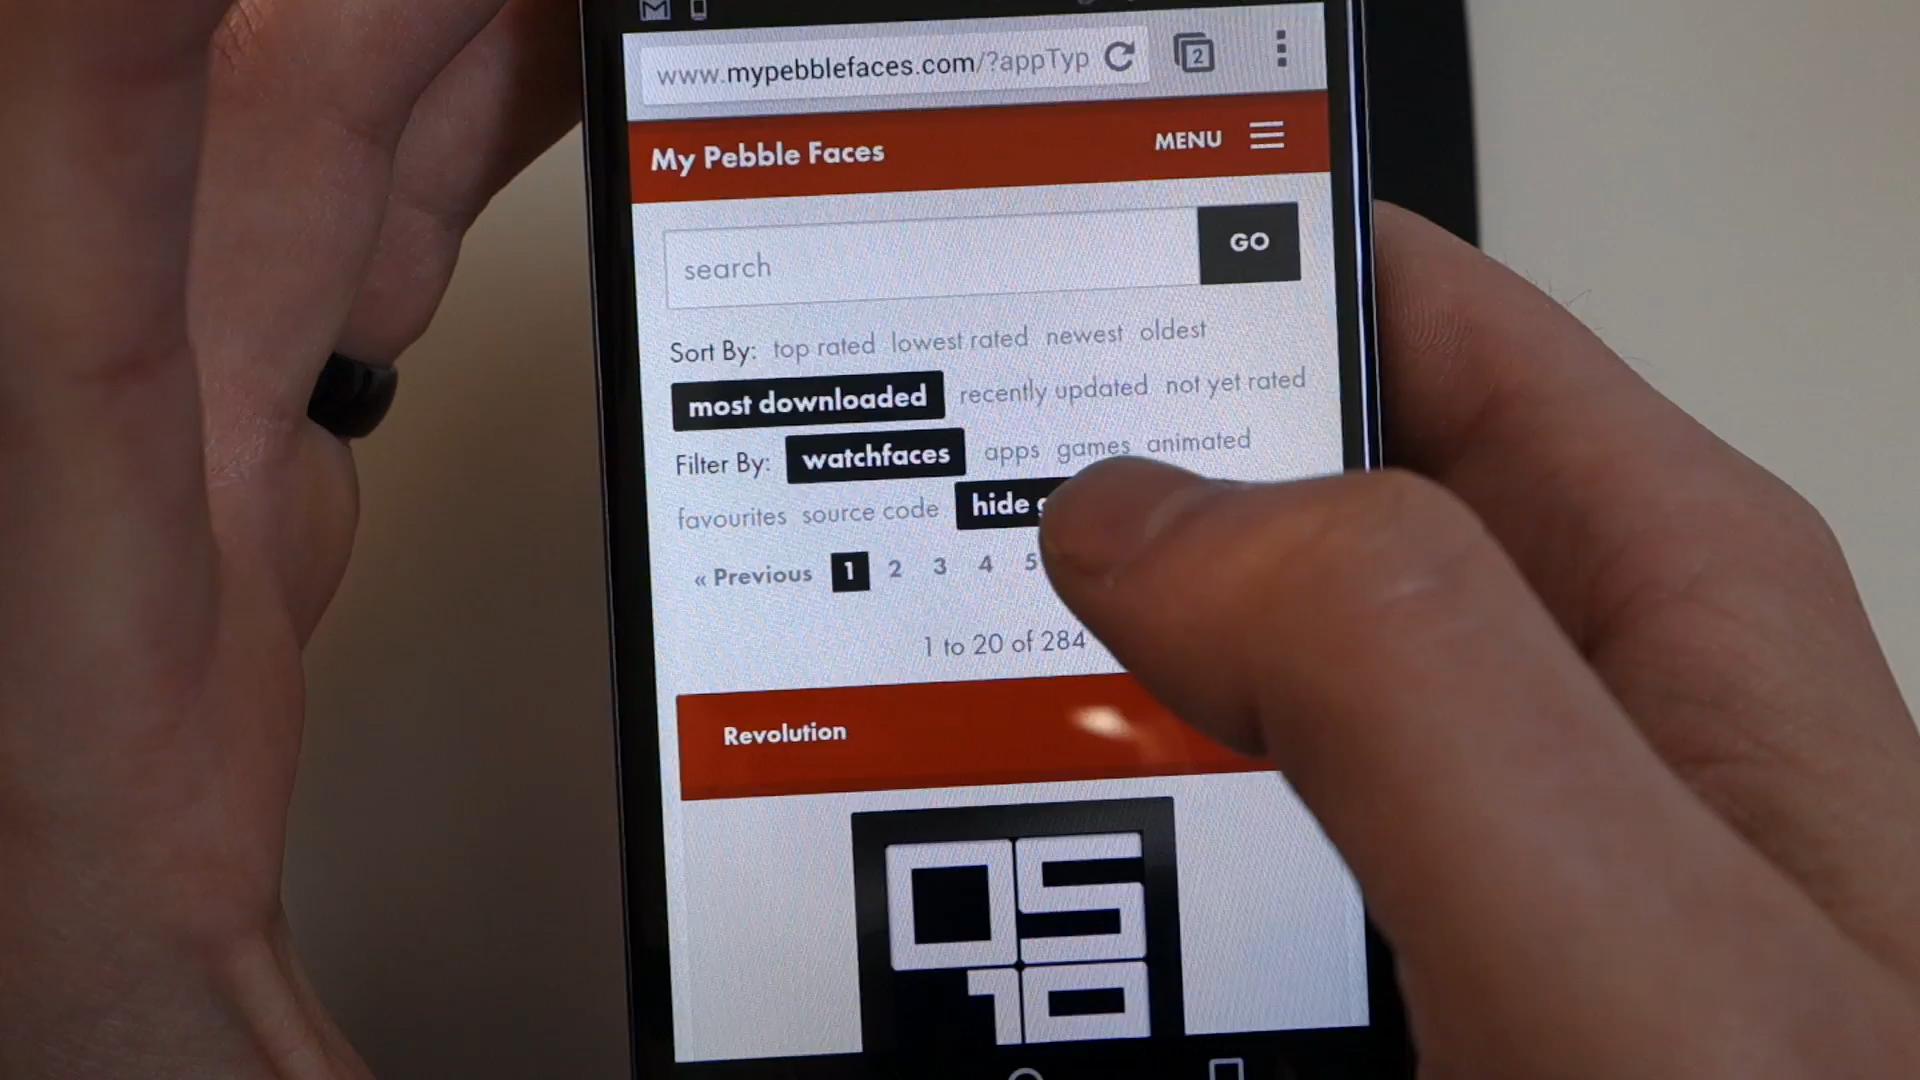 www.mypebblefaces.com/?appTyp 2
My Pebble Faces MENU
search GO
Sort By: top rated lowest rated newest oldest
most downloaded recently updated not yet rated
Filter By: watchfaces apps games animated
favourites source code hide
« Previous 1 2 3 4 5
1 to 20 of 284
Revolution
05
10